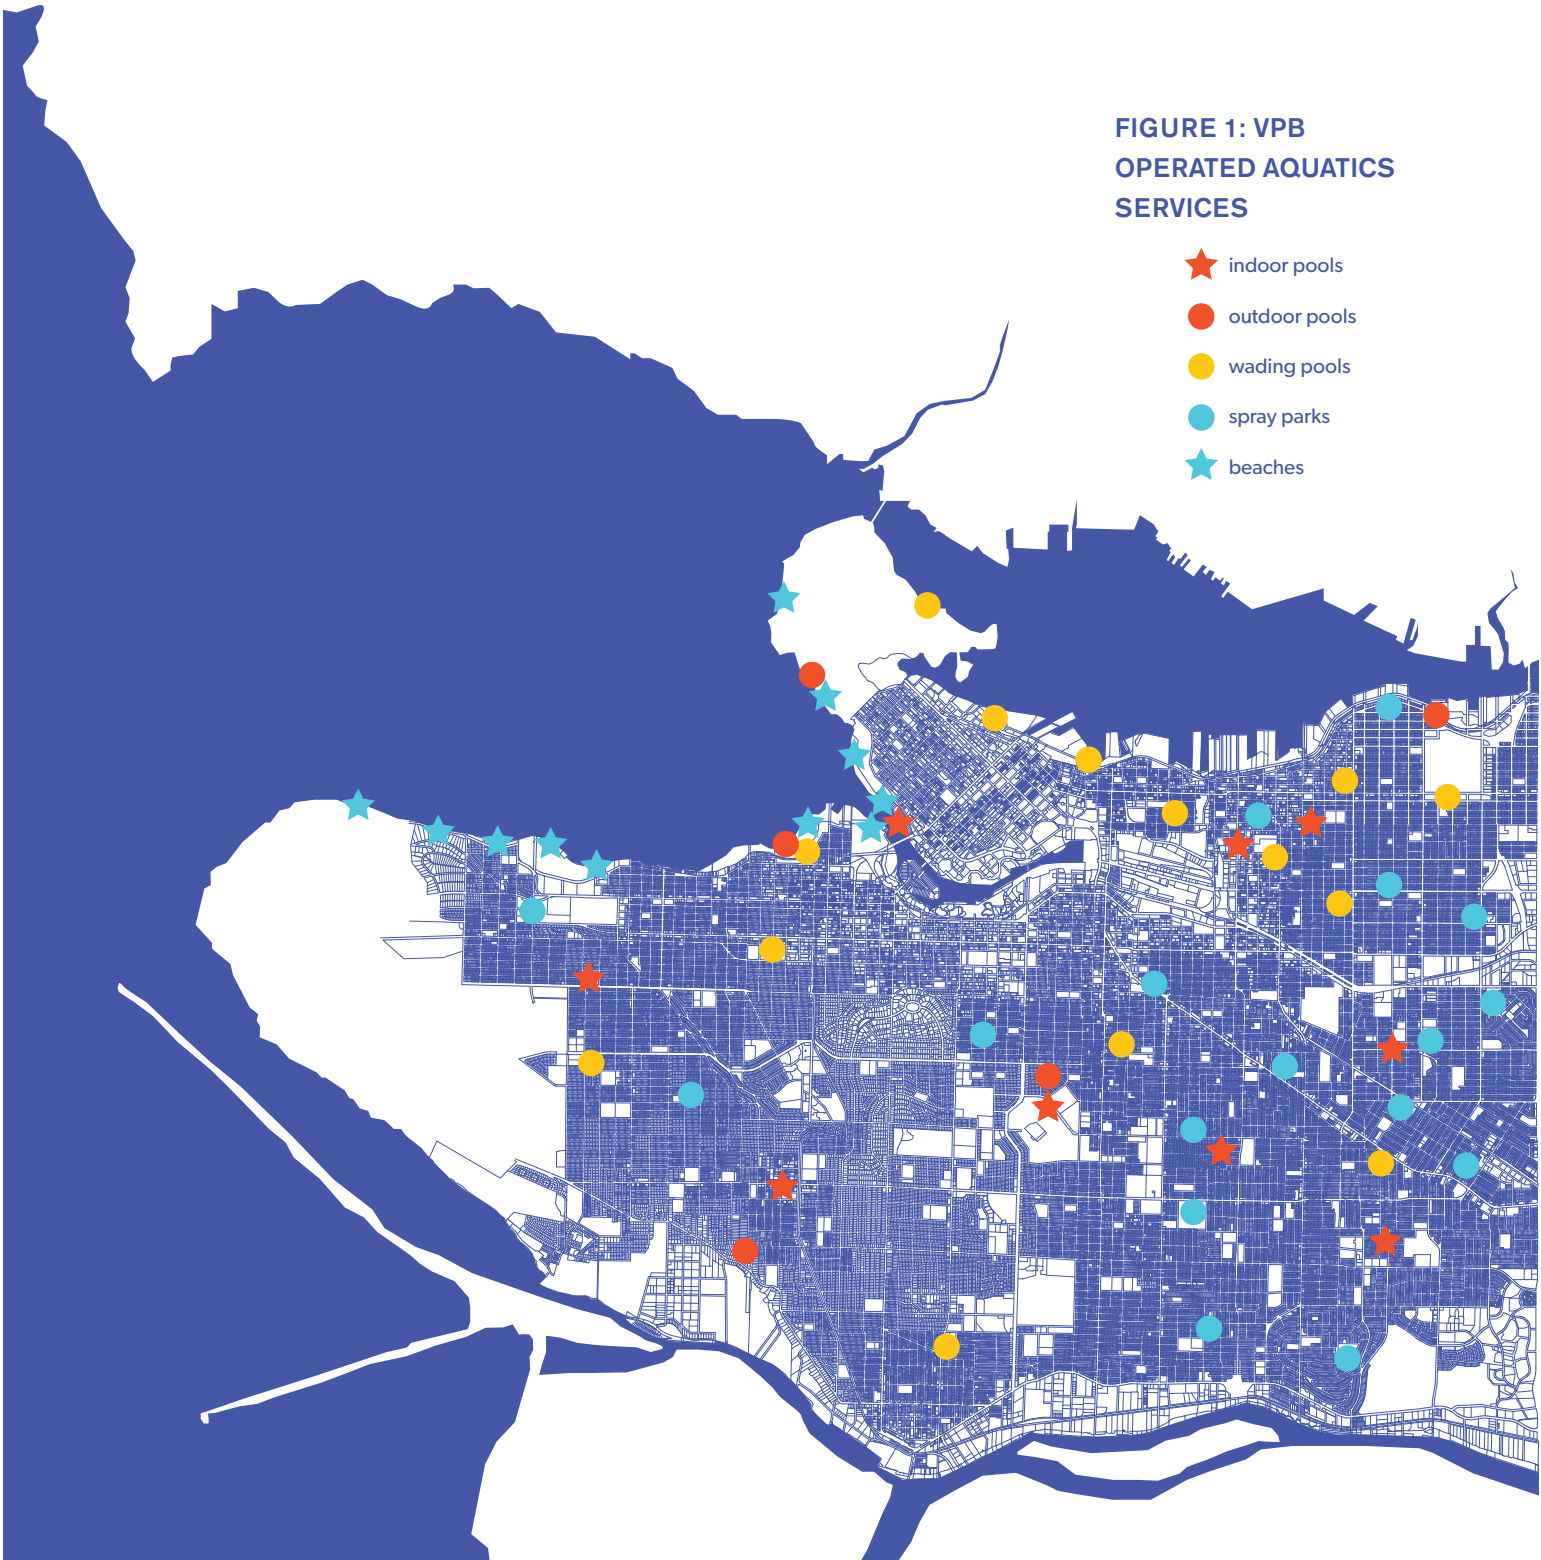 FIGURE 1: VPB
OPERATED AQUATICS
SERVICES
indoor pools
outdoor pools
wading pools
spray parks
beaches